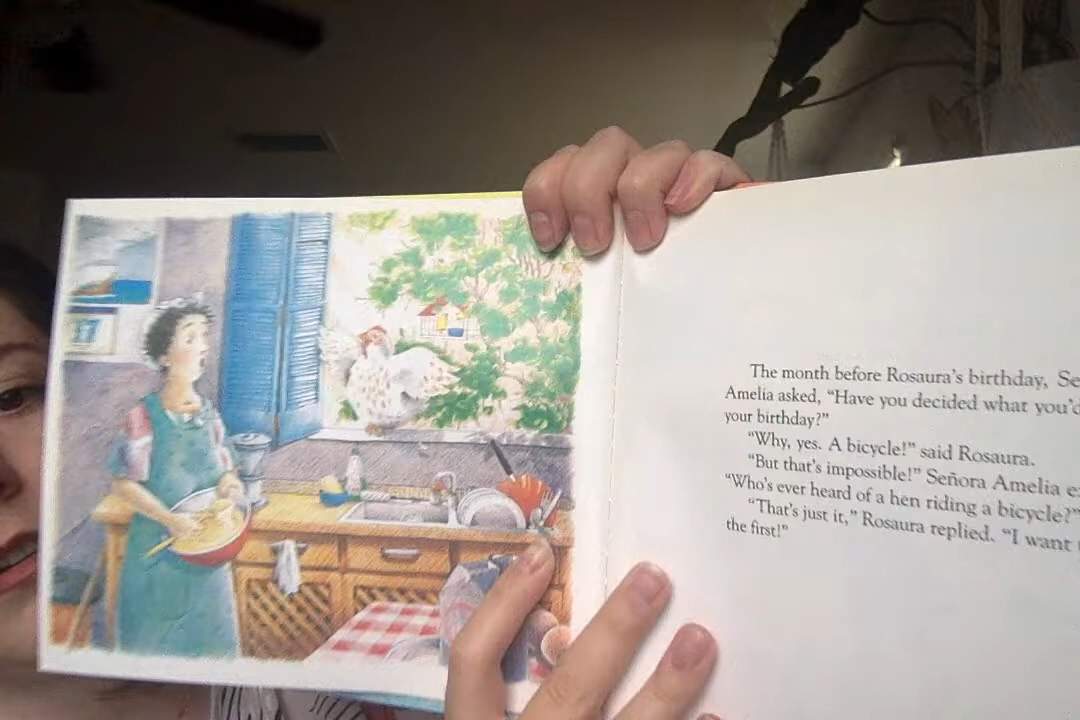 The month before Rosaura's birthday,
Amelia asked, "Have you decided what
your birthday?"
"Why, yes. A bicycle!" said Rosaura.
"But that's impossible!" Señora Amelia
"Who's ever heard of a hen riding a bicycle?"
"That's just it," Rosaura replied. "I want
the first!"